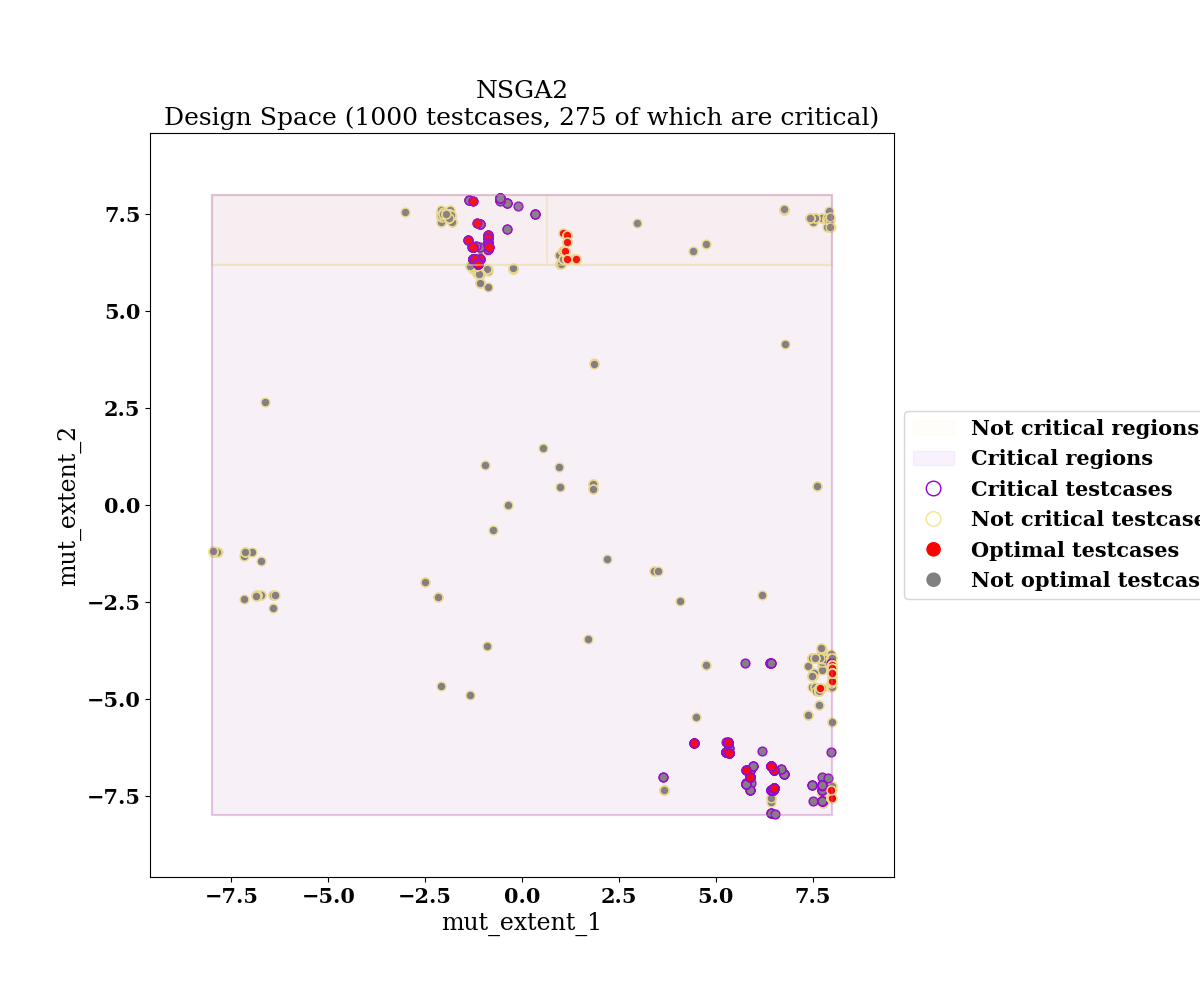 NSGA2
Design Space (1000 testcases, 275 of which are critical)
7.5
5.0
2.5
0.0
−2.5
−5.0
−7.5
mut_extent_2
−7.5
−5.0
−2.5
0.0
2.5
5.0
7.5
mut_extent_1
Not critical regions
Critical regions
Critical testcases
Not critical testcase
Optimal testcases
Not optimal testcas